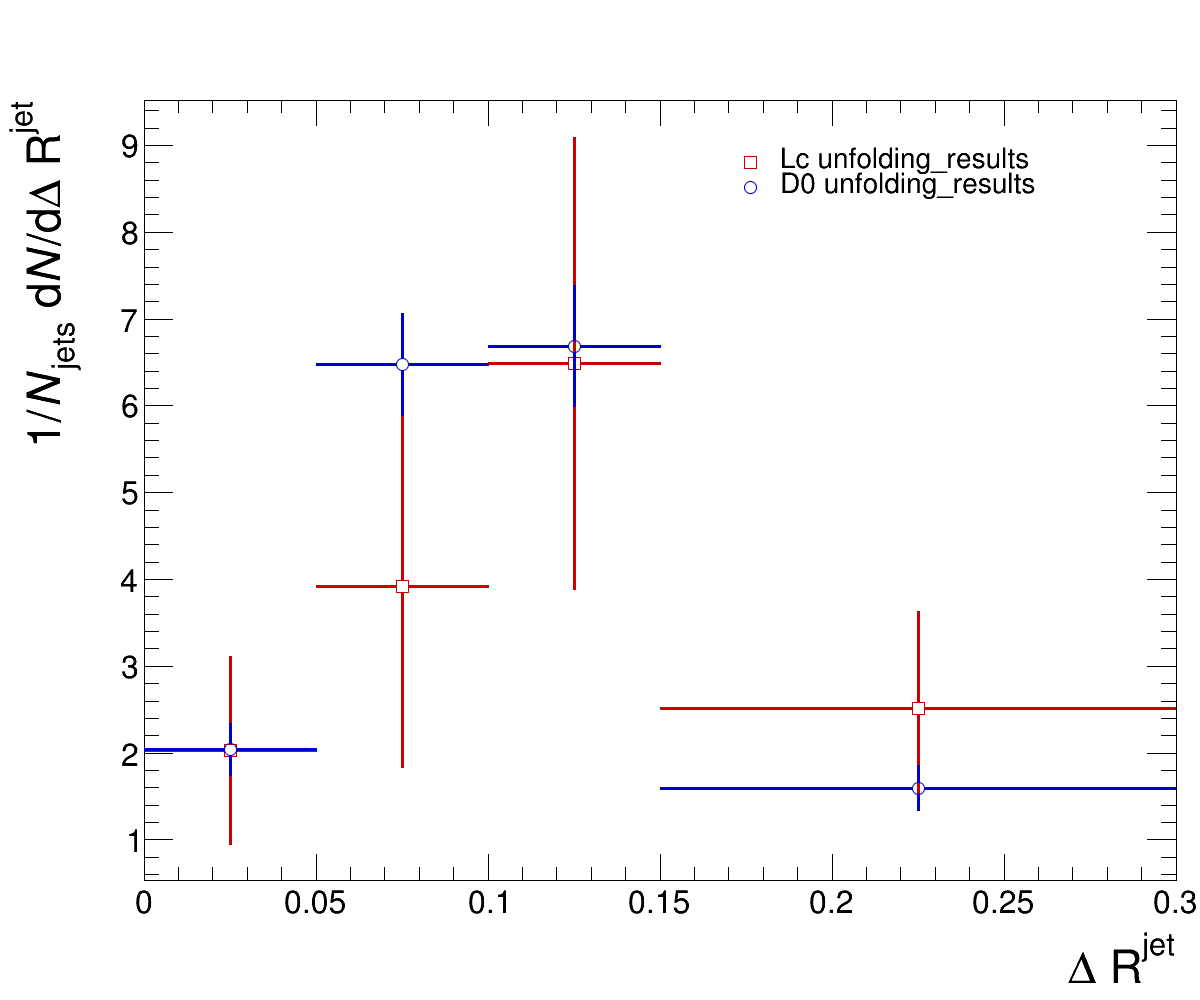 1/N_jets dN/dΔ R^jet
9
8
7
6
5
4
3
2
1
Lc unfolding_results
D0 unfolding_results
0 0.05 0.1 0.15 0.2 0.25 0.3
Δ R^jet